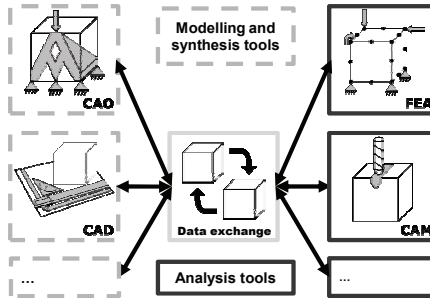 Modelling and
synthesis tools
CAO
FEA
CAD
Data exchange
CAM
...
Analysis tools
...